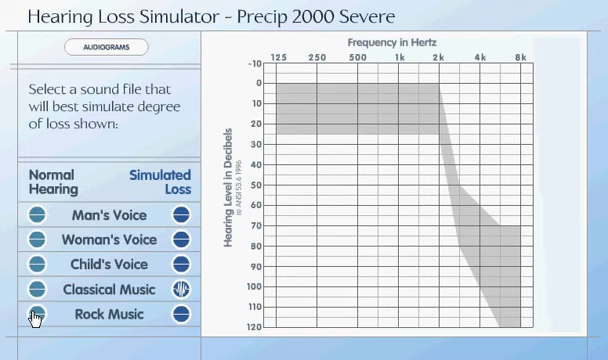 Hearing Loss Simulator - Precip 2000 Severe
AUDIOGRAMS
Select a sound file that
will best simulate degree
of loss shown:
Normal
Hearing
Simulated
Loss
Man's Voice
Woman's Voice
Child's Voice
Classical Music
Rock Music
Frequency in Hertz
125 250 500 1k 2k 4k 8k
Hearing Level in Decibels
re ANSI S3.6 1996
-10
0
10
20
30
40
50
60
70
80
90
100
110
120